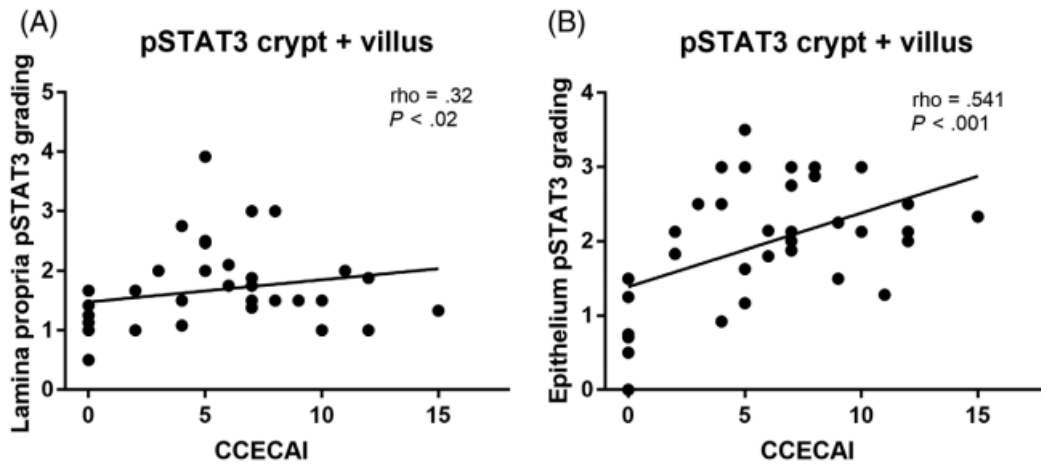 (A)
pSTAT3 crypt + villus
rho = .32
P < .02
Lamina propria pSTAT3 grading
5
4
3
2
1
0
0 5 10 15
CCECAI
(B)
pSTAT3 crypt + villus
rho = .541
P < .001
Epithelium pSTAT3 grading
4
3
2
1
0
0 5 10 15
CCECAI